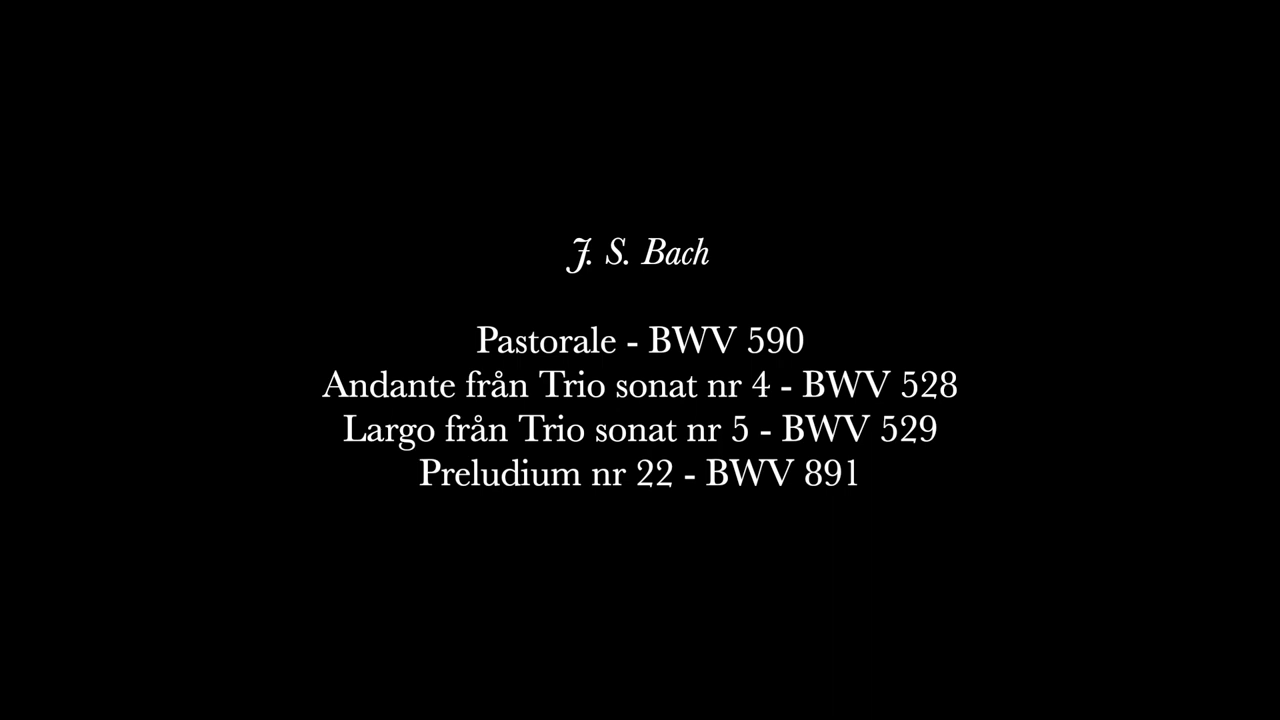 J. S. Bach
Pastorale - BWV 590
Andante från Trio sonat nr 4 - BWV 528
Largo från Trio sonat nr 5 - BWV 529
Preludium nr 22 - BWV 891